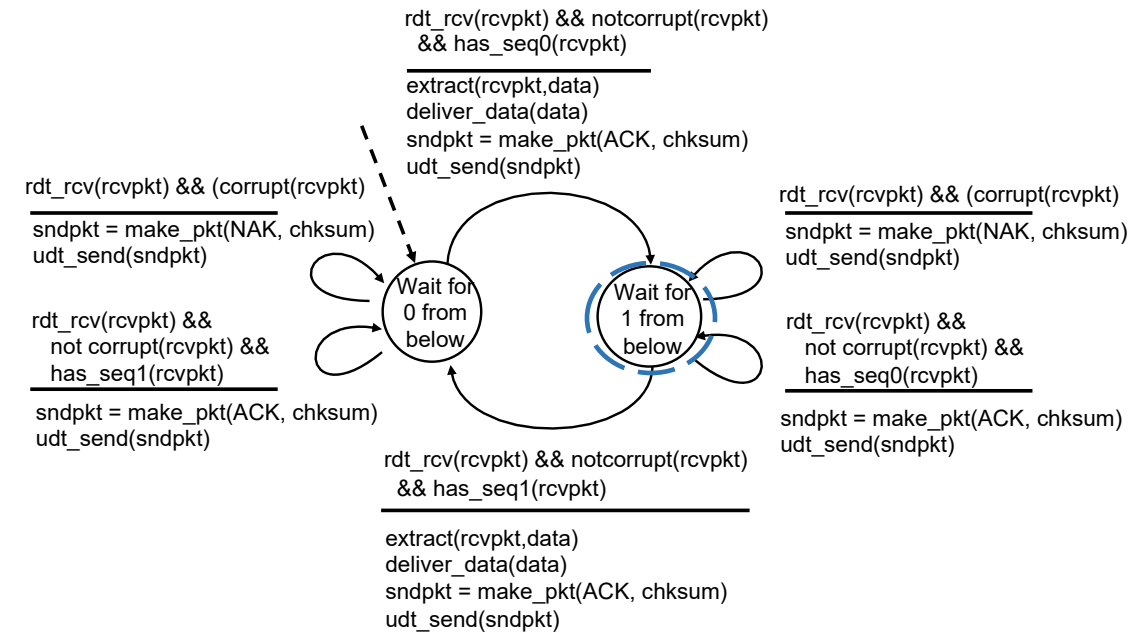 rdt_rcv(rcvpkt) && notcorrupt(rcvpkt)
&& has_seq0(rcvpkt)
extract(rcvpkt,data)
deliver_data(data)
sndpkt = make_pkt(ACK, chksum)
udt_send(sndpkt)
rdt_rcv(rcvpkt) && (corrupt(rcvpkt)
sndpkt = make_pkt(NAK, chksum)
udt_send(sndpkt)
rdt_rcv(rcvpkt) &&
not corrupt(rcvpkt) &&
has_seq1(rcvpkt)
sndpkt = make_pkt(ACK, chksum)
udt_send(sndpkt)
Wait for
0 from
below
Wait for
1 from
below
rdt_rcv(rcvpkt) && (corrupt(rcvpkt)
sndpkt = make_pkt(NAK, chksum)
udt_send(sndpkt)
rdt_rcv(rcvpkt) &&
not corrupt(rcvpkt) &&
has_seq0(rcvpkt)
sndpkt = make_pkt(ACK, chksum)
udt_send(sndpkt)
rdt_rcv(rcvpkt) && notcorrupt(rcvpkt)
&& has_seq1(rcvpkt)
extract(rcvpkt,data)
deliver_data(data)
sndpkt = make_pkt(ACK, chksum)
udt_send(sndpkt)